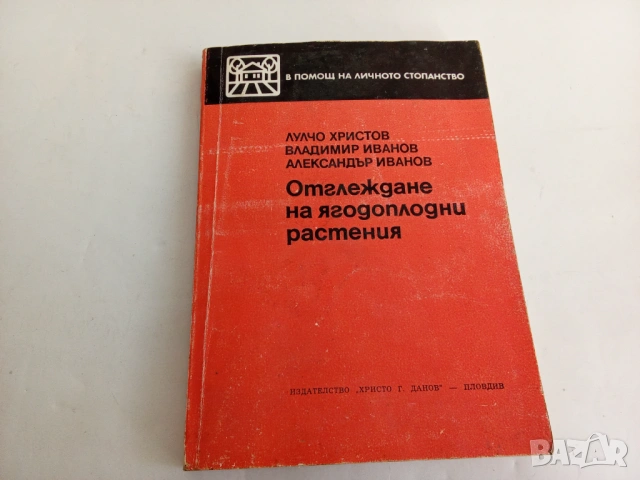 В ПОМОЩ НА ЛИЧНОТО СТОПАНСТВО
ЛУЛЧО ХРИСТОВ
ВЛАДИМИР ИВАНОВ
АЛЕКСАНДЪР ИВАНОВ
Отглеждане
на ягодоплодни
растения
ИЗДАТЕЛСТВО „ХРИСТО Г. ДАНОВ" — ПЛОВДИВ
BAZAR
.bg